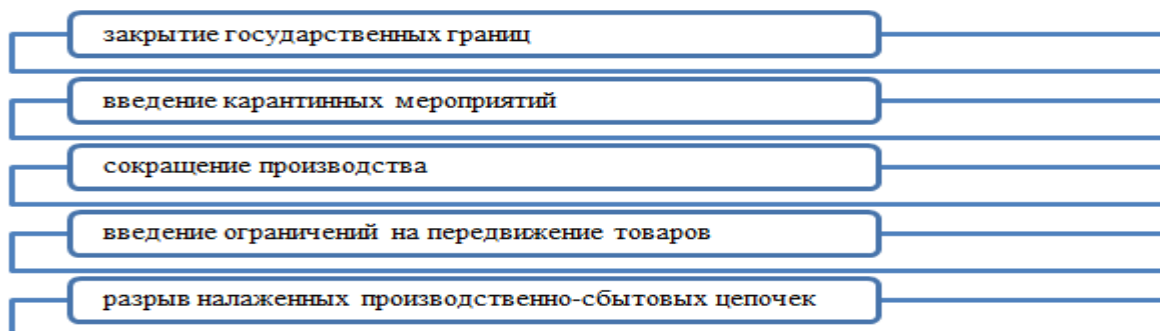 закрытие государственных границ
введение карантинных мероприятий
сокращение производства
введение ограничений на передвижение товаров
разрыв налаженных производственно-сбытовых цепочек